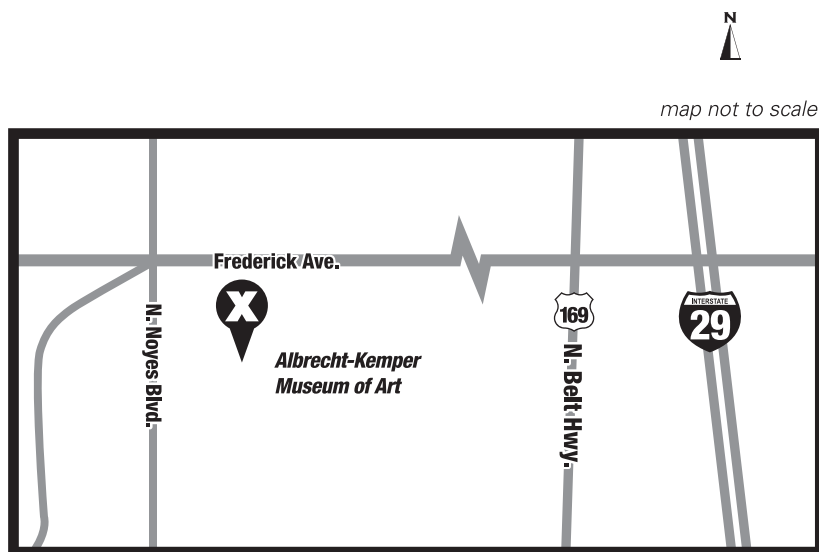 N
map not to scale
Frederick Ave.
X
N. Noyes Blvd.
Albrecht-Kemper
Museum of Art
169
N. Belt Hwy.
INTERSTATE
29